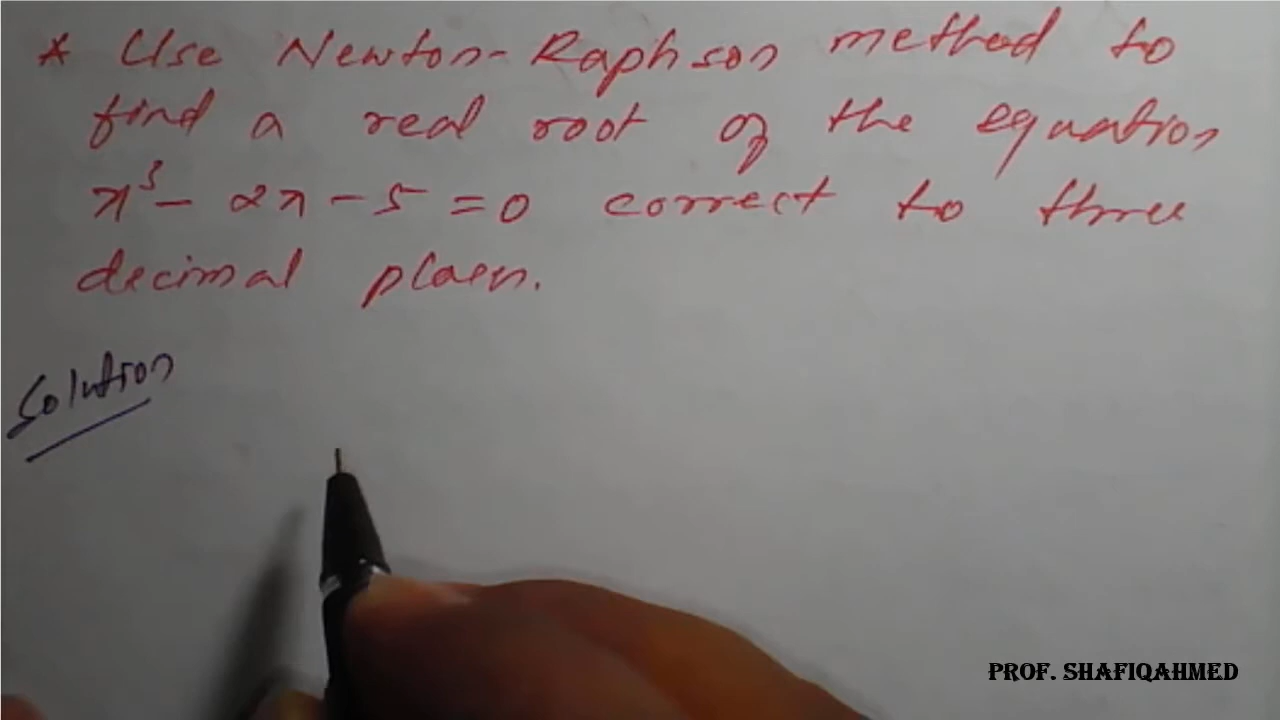 * Use Newton-Raphson method to
find a real root of the equation
x³ - 2x - 5 = 0 correct to three
decimal places.
Solution
PROF. SHAFIQAHMED